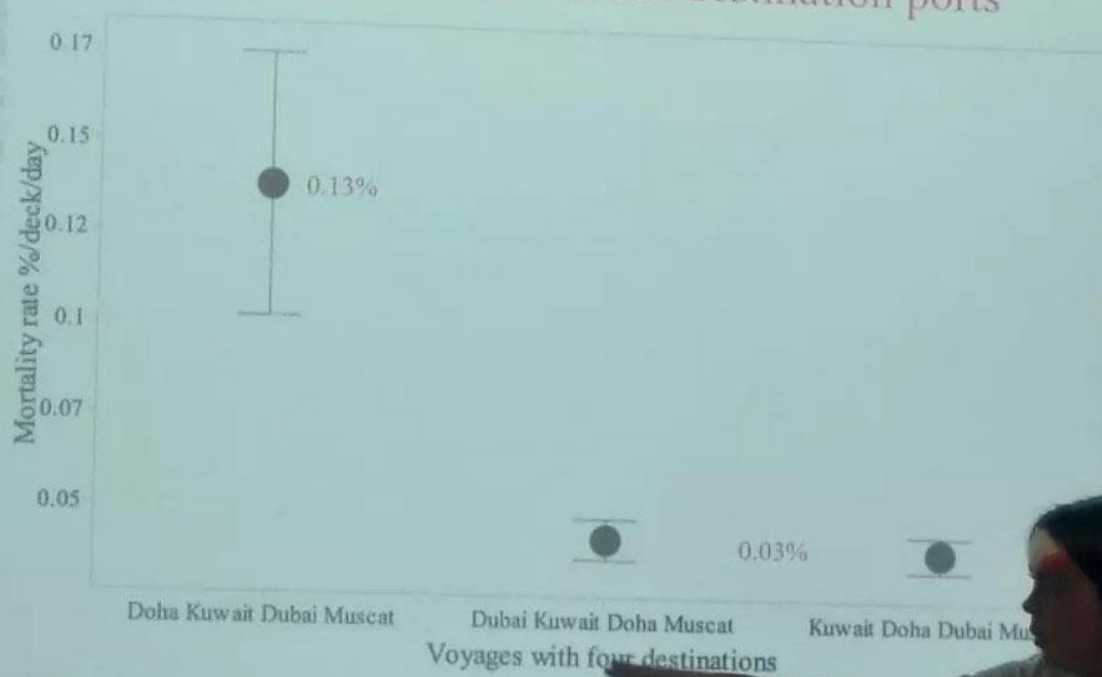 destination ports
0.17
0.15
0.12
0.1
0.07
0.05
Mortality rate %/deck/day
0.13%
0.03%
Doha Kuwait Dubai Muscat
Dubai Kuwait Doha Muscat
Kuwait Doha Dubai
Voyages with four destinations